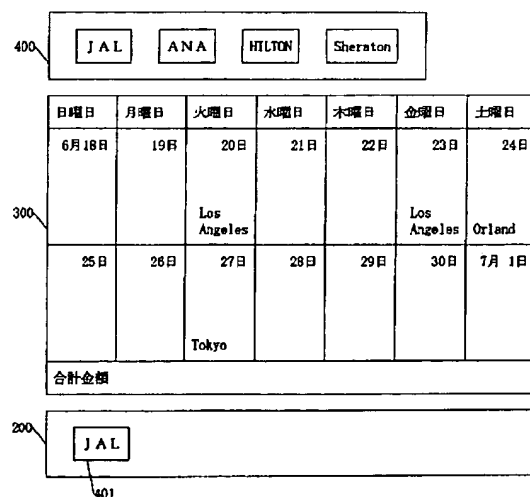 400
JAL ANA HILTON Sheraton
日曜日 月曜日 火曜日 水曜日 木曜日 金曜日 土曜日
6月18日 19日 20日 21日 22日 23日 24日
300
Los Los
Angeles Angeles Orland
25日 26日 27日 28日 29日 30日 7月 1日
Tokyo
合計金額
200
JAL
401